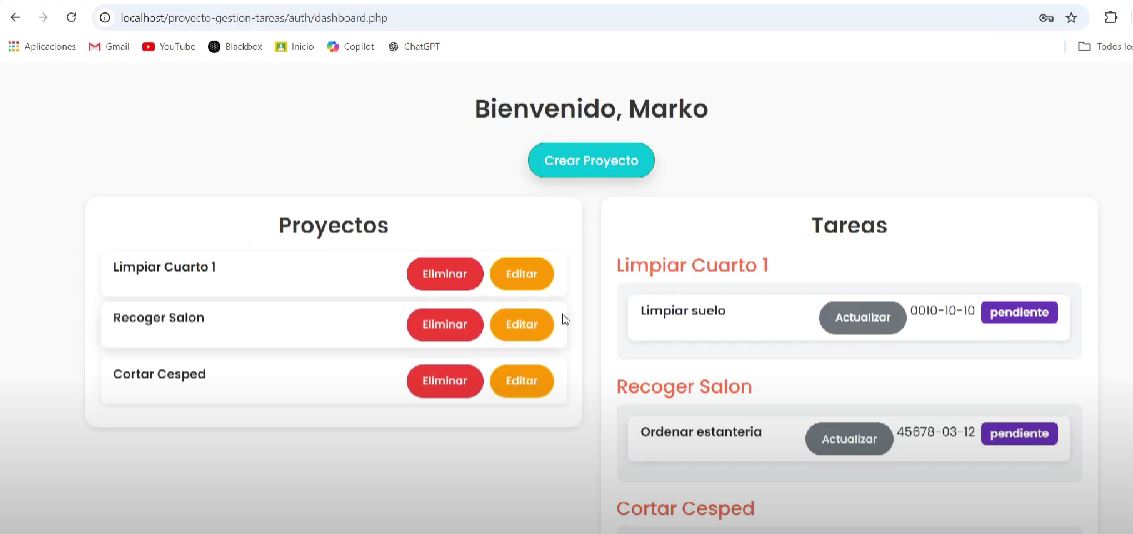 localhost/proyecto-gestion-tareas/auth/dashboard.php
Aplicaciones Gmail YouTube Blackbox Inicio Copilot ChatGPT Todos los
Bienvenido, Marko
Crear Proyecto
Proyectos
Limpiar Cuarto 1 Eliminar Editar
Recoger Salon Eliminar Editar
Cortar Cesped Eliminar Editar
Tareas
Limpiar Cuarto 1
Limpiar suelo Actualizar 0010-10-10 pendiente
Recoger Salon
Ordenar estanteria Actualizar 45678-03-12 pendiente
Cortar Cesped